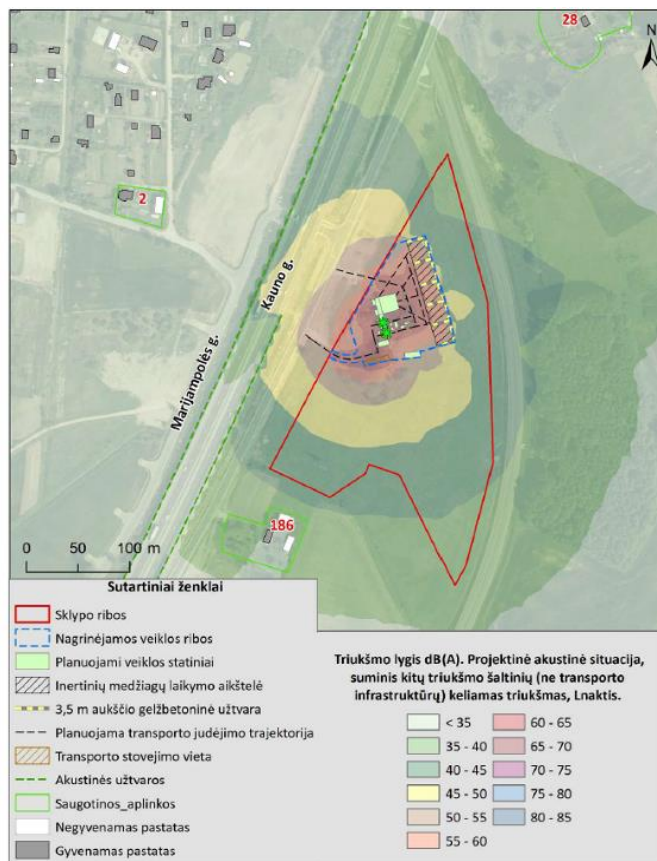 28
N
2
Kauno g.
Marijampolės g.
186
0 50 100 m
Sutartiniai ženklai
Sklypo ribos
Nagrinėjamos veiklos ribos
Planuojami veiklos statiniai
Inertinių medžiagų laikymo aikštelė
3,5 m aukščio gelžbetoninė užtvara
Planuojama transporto judėjimo trajektorija
Transporto stovėjimo vieta
Akustinės užtvaros
Saugotinos_aplinkos
Negyvenamas pastatas
Gyvenamas pastatas
Triukšmo lygis dB(A). Projektinė akustinė situacija,
suminis kitų triukšmo šaltinių (ne transporto
infrastruktūrų) keliamas triukšmas, Lnaktis.
< 35
35 - 40
40 - 45
45 - 50
50 - 55
55 - 60
60 - 65
65 - 70
70 - 75
75 - 80
80 - 85